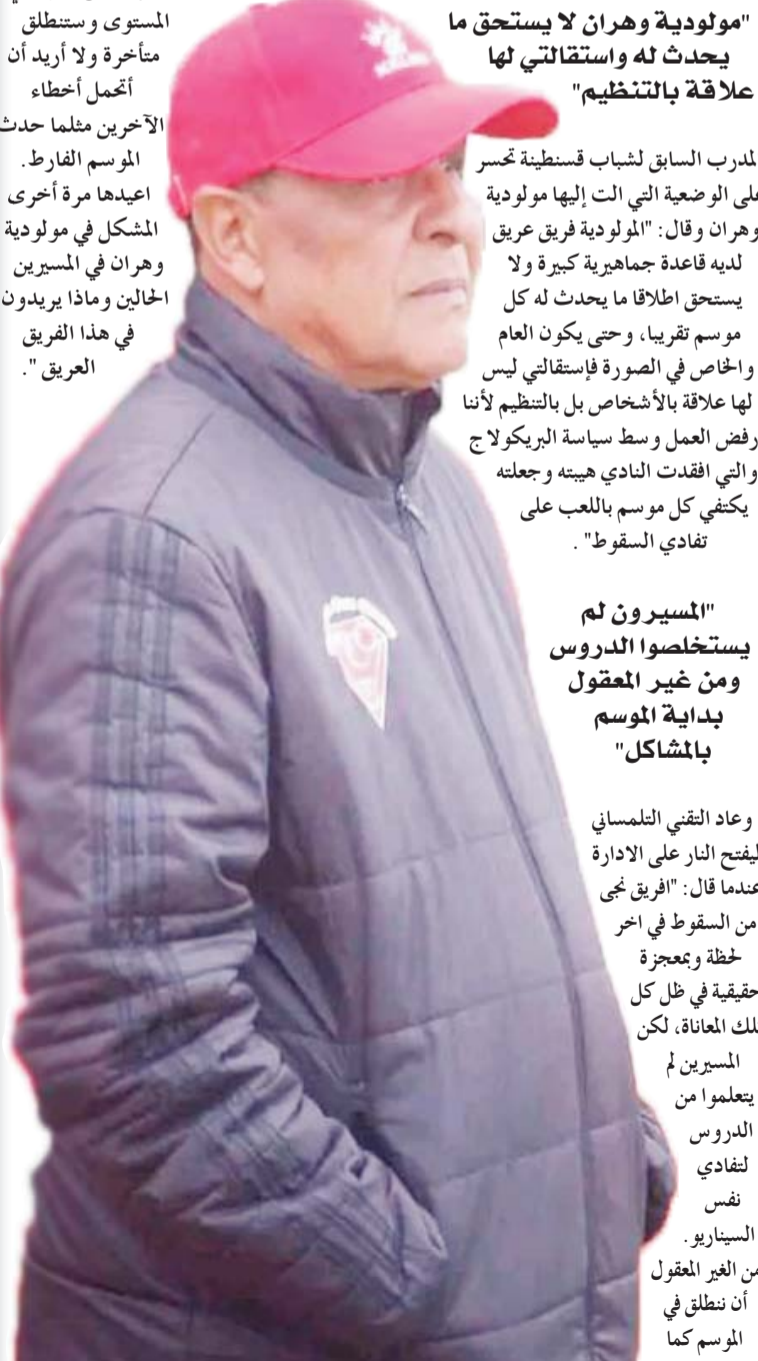 "مولودية وهران لا يستحق ما
يحدث له واستقالتي لها
علاقة بالتنظيم"
لمدرب السابق لشباب قسنطينة تحسر
على الوضعية التي الت إليها مولودية
وهران وقال: "المولودية فريق عريق
لديه قاعدة جماهيرية كبيرة ولا
يستحق اطلاقا ما يحدث له كل
موسم تقريبا، وحتى يكون العام
والخاص في الصورة فإستقالتي ليس
لها علاقة بالأشخاص بل بالتنظيم لأننا
رفض العمل وسط سياسة البريكولاج
والتي افقدت النادي هيبته وجعلته
يكتفي كل موسم باللعب على
تفادي السقوط" .
"المسيرون لم
يستخلصوا الدروس
ومن غير المعقول
بداية الموسم
بالمشاكل"
وعاد التقني التلمساني
ليفتح النار على الادارة
عندما قال: "افريق نجى
من السقوط في اخر
لحظة وبمعجزة
حقيقية في ظل كل
تلك المعاناة، لكن
المسيرين لم
يتعلموا من
الدروس
لتفادي
نفس
السيناريو.
من الغير المعقول
أن ننطلق في
الموسم كما
المستوى وستنطلق
متأخرة ولا أريد أن
أتحمل أخطاء
الآخرين مثلما حدث
الموسم الفارط.
اعيدها مرة أخرى
المشكل في مولودية
وهران في المسيرين
الحالين وماذا يريدون
في هذا الفريق
العريق ".